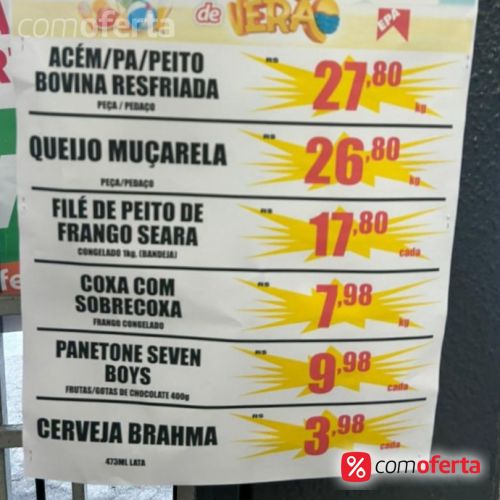 comoferta
de VERÃO
EPA
ACÉM/PA/PEITO
BOVINA RESFRIADA
PEÇA / PEDAÇO
R$ 27,80 kg
QUEIJO MUÇARELA
PEÇA/PEDAÇO
R$ 26,80 kg
FILÉ DE PEITO DE
FRANGO SEARA
CONGELADO 1kg. (BANDEJA)
R$ 17,80 cada
COXA COM
SOBRECOXA
FRANGO CONGELADO
R$ 7,98 kg
PANETONE SEVEN
BOYS
FRUTAS/GOTAS DE CHOCOLATE 400g
R$ 9,98 cada
CERVEJA BRAHMA
473ML LATA
R$ 3,98 cada
% comoferta